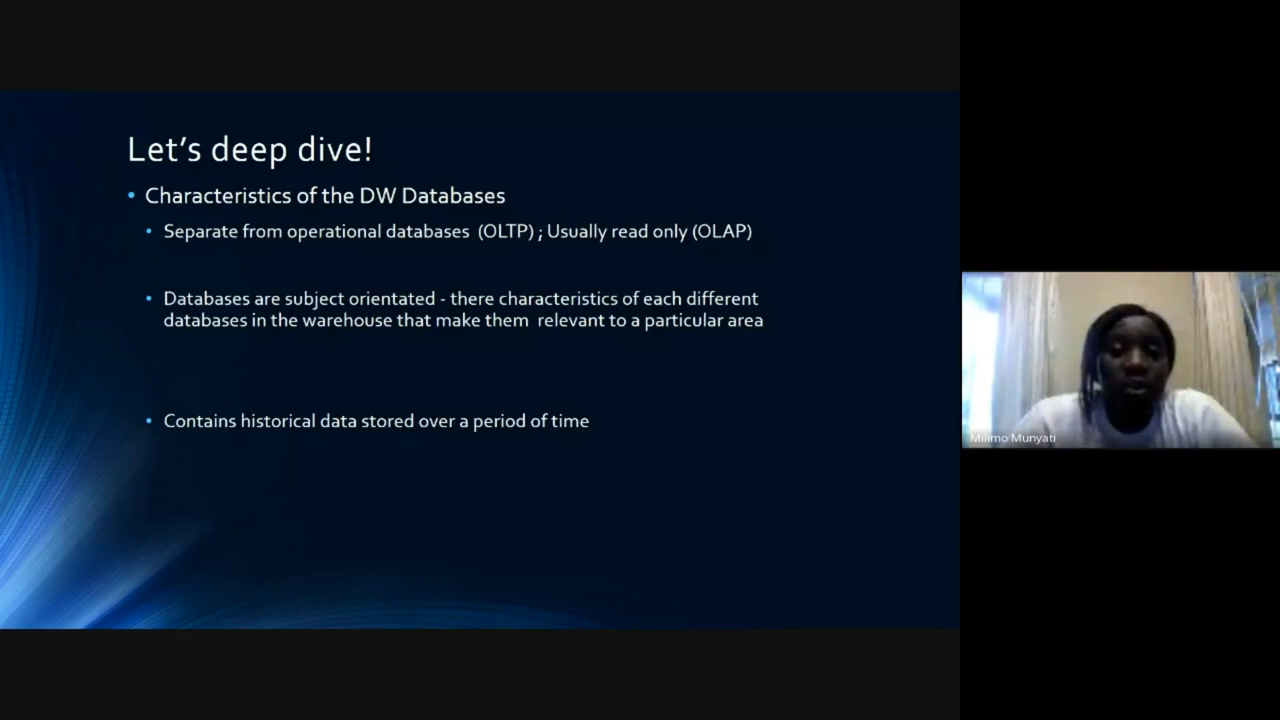 Let's deep dive!
• Characteristics of the DW Databases
• Separate from operational databases (OLTP) ; Usually read only (OLAP)
• Databases are subject orientated - there characteristics of each different
databases in the warehouse that make them relevant to a particular area
• Contains historical data stored over a period of time
Milimo Munyati